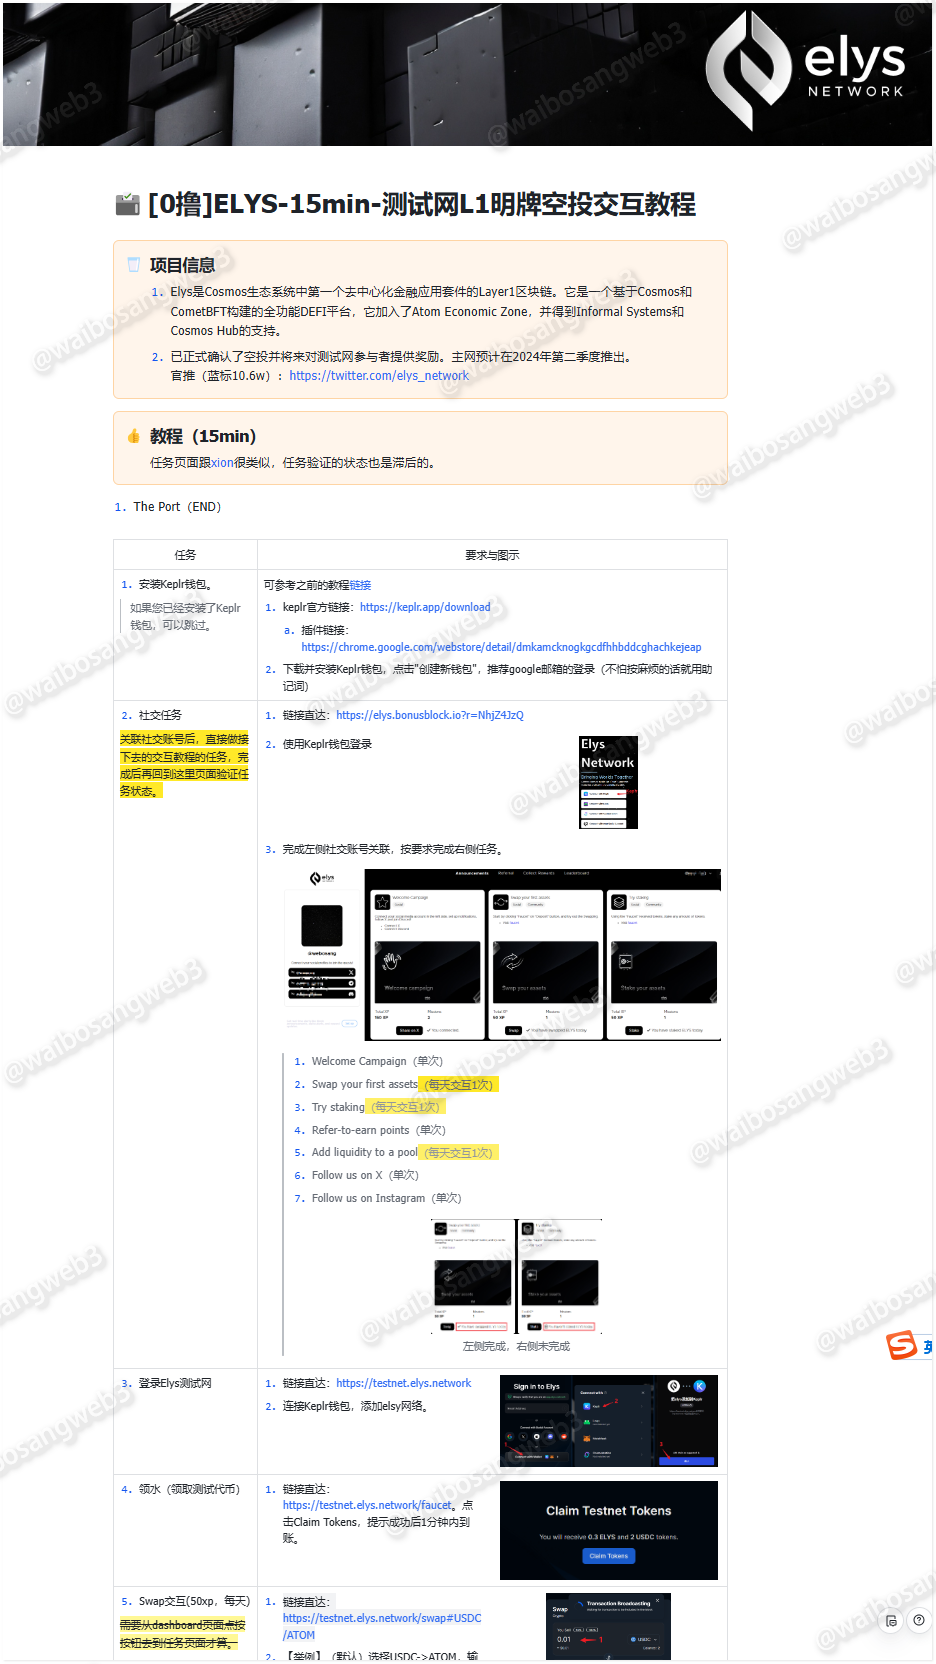 elys
NETWORK
[0撸]ELYS-15min-测试网L1明牌空投交互教程
项目信息
1. Elys是Cosmos生态系统中第一个去中心化金融应用套件的Layer1区块链。它是一个基于Cosmos和
CometBFT构建的全功能DEFI平台，它加入了Atom Economic Zone，并得到Informal Systems和
Cosmos Hub的支持。
2. 已正式确认了空投并将来对测试网参与者提供奖励。主网预计在2024年第二季度推出。
官推（蓝标10.6w）：https://twitter.com/elys_network
教程（15min）
任务页面跟xion很类似，任务验证的状态也是滞后的。
1. The Port（END）
任务
要求与图示
1. 安装Keplr钱包。
如果您已经安装了Keplr
钱包，可以跳过。
可参考之前的教程链接
1. keplr官方链接：https://keplr.app/download
a. 插件链接：
https://chrome.google.com/webstore/detail/dmkamcknogkgcdfhhbddcghachkejeap
2. 下载并安装Keplr钱包，点击"创建新钱包"，推荐google邮箱的登录（不怕按麻烦的话就用助
记词）
2. 社交任务
关联社交账号后，直接做接
下去的交互教程的任务，完
成后再回到这里页面验证任
务状态。
1. 链接直达：https://elys.bonusblock.io?r=NhjZ4JzQ
2. 使用Keplr钱包登录
Elys
Network
3. 完成左侧社交账号关联，按要求完成右侧任务。
elys
Announcements Referral Collect Rewards Leaderboard
Welcome Campaign
Swap your first assets
Try staking
Welcome campaign
Swap your assets
Stake your assets
1. Welcome Campaign（单次）
2. Swap your first assets（每天交互1次）
3. Try staking（每天交互1次）
4. Refer-to-earn points（单次）
5. Add liquidity to a pool（每天交互1次）
6. Follow us on X（单次）
7. Follow us on Instagram（单次）
左侧完成，右侧未完成
3. 登录Elys测试网
1. 链接直达：https://testnet.elys.network
2. 连接Keplr钱包，添加elsy网络。
Sign in to Elys
4. 领水（领取测试代币）
1. 链接直达：
https://testnet.elys.network/faucet。点
击Claim Tokens，提示成功后1分钟内到
账。
Claim Testnet Tokens
You will receive 0.3 ELYS and 2 USDC tokens.
Claim Tokens
5. Swap交互(50xp，每天)
需要从dashboard页面点按
按钮去到任务页面才算。
1. 链接直达：
https://testnet.elys.network/swap#USDC
/ATOM
2. 【举例】（默认）选择USDC->ATOM，输
Swap
Transaction Broadcasting
0.01
USDC
英
@waibosangweb3